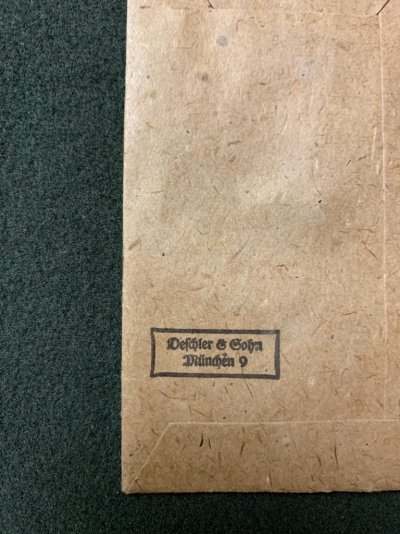 Deſchler & Sohn
München 9